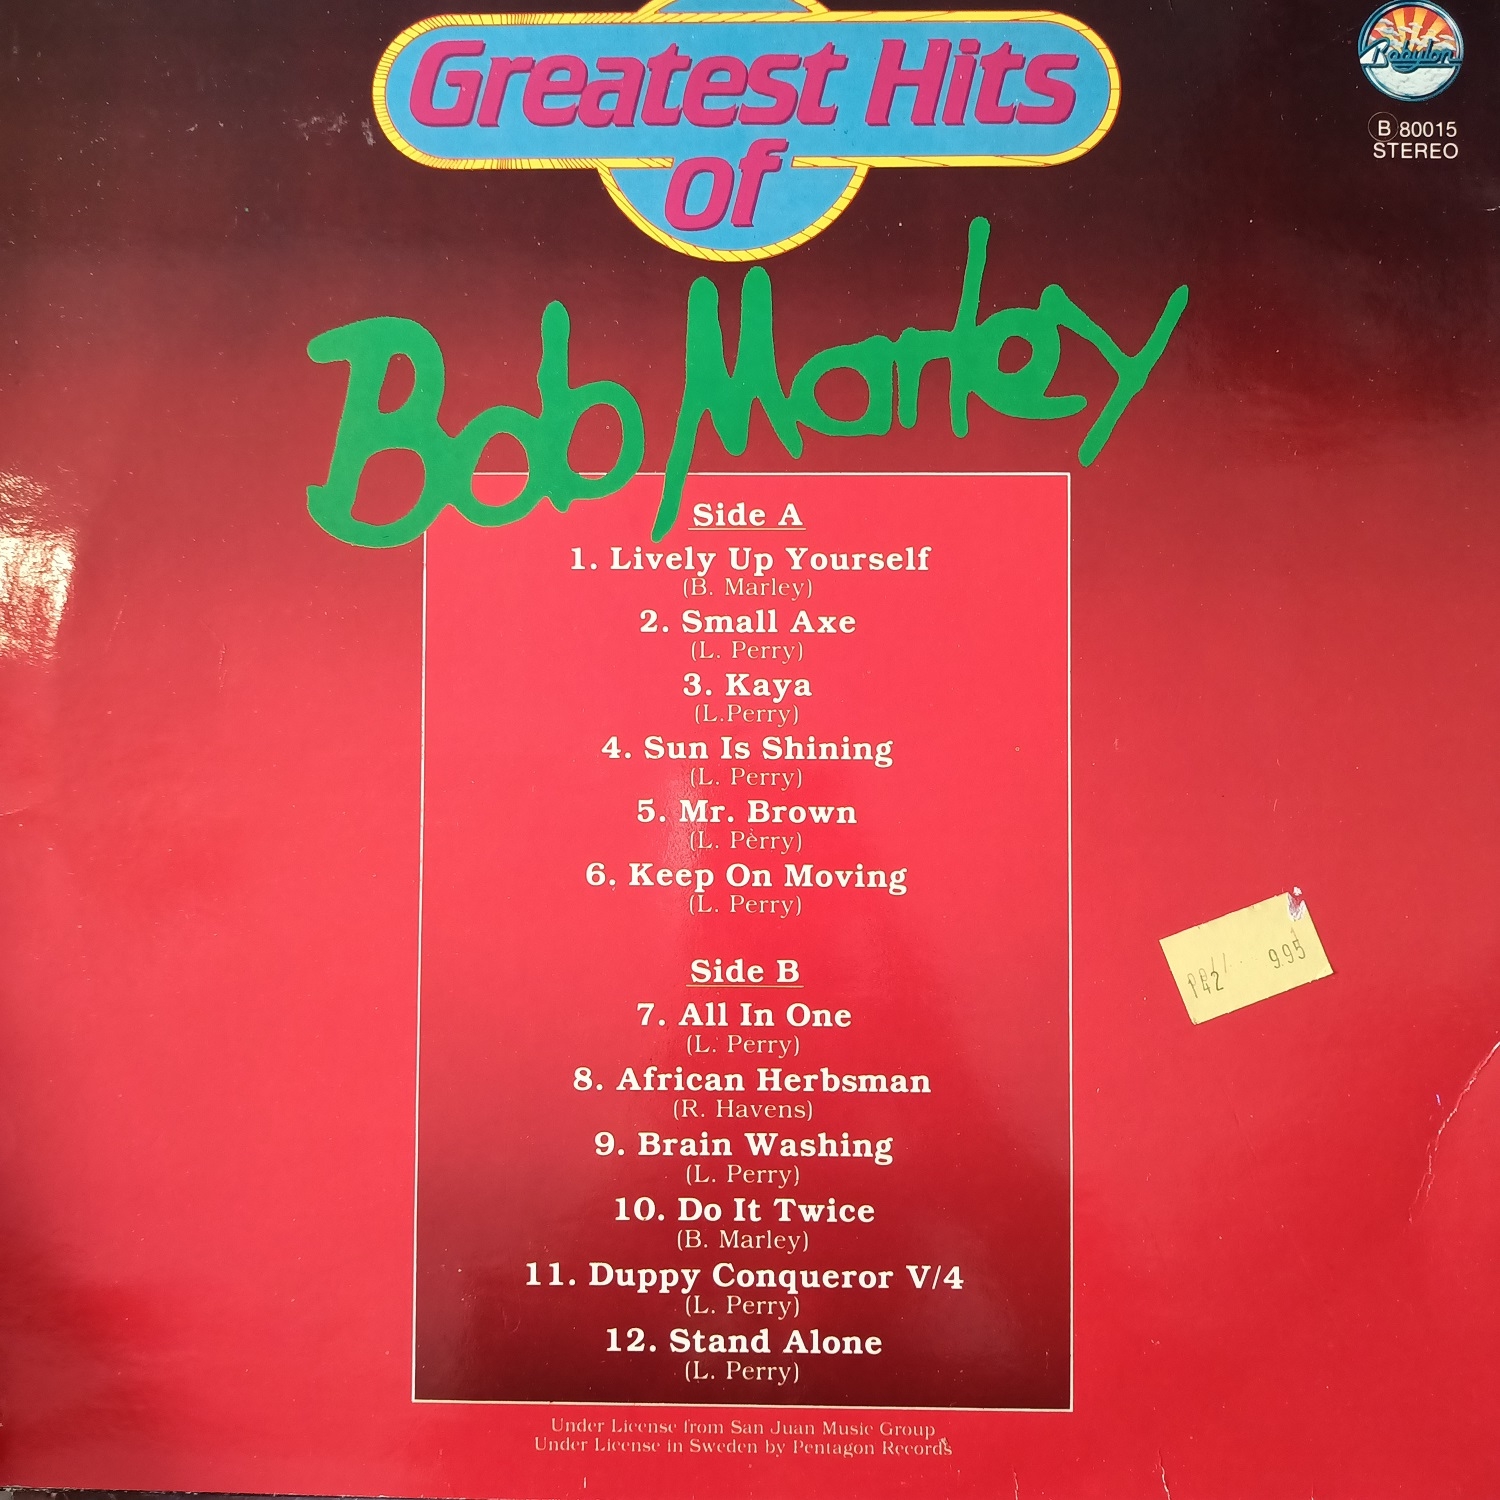 Greatest Hits
of
Bob Marley
Babylon
B 80015
STEREO
Side A
1. Lively Up Yourself
(B. Marley)
2. Small Axe
(L. Perry)
3. Kaya
(L.Perry)
4. Sun Is Shining
(L. Perry)
5. Mr. Brown
(L. Perry)
6. Keep On Moving
(L. Perry)
Side B
7. All In One
(L. Perry)
8. African Herbsman
(R. Havens)
9. Brain Washing
(L. Perry)
10. Do It Twice
(B. Marley)
11. Duppy Conqueror V/4
(L. Perry)
12. Stand Alone
(L. Perry)
995
Under License from San Juan Music Group
Under License in Sweden by Pentagon Records